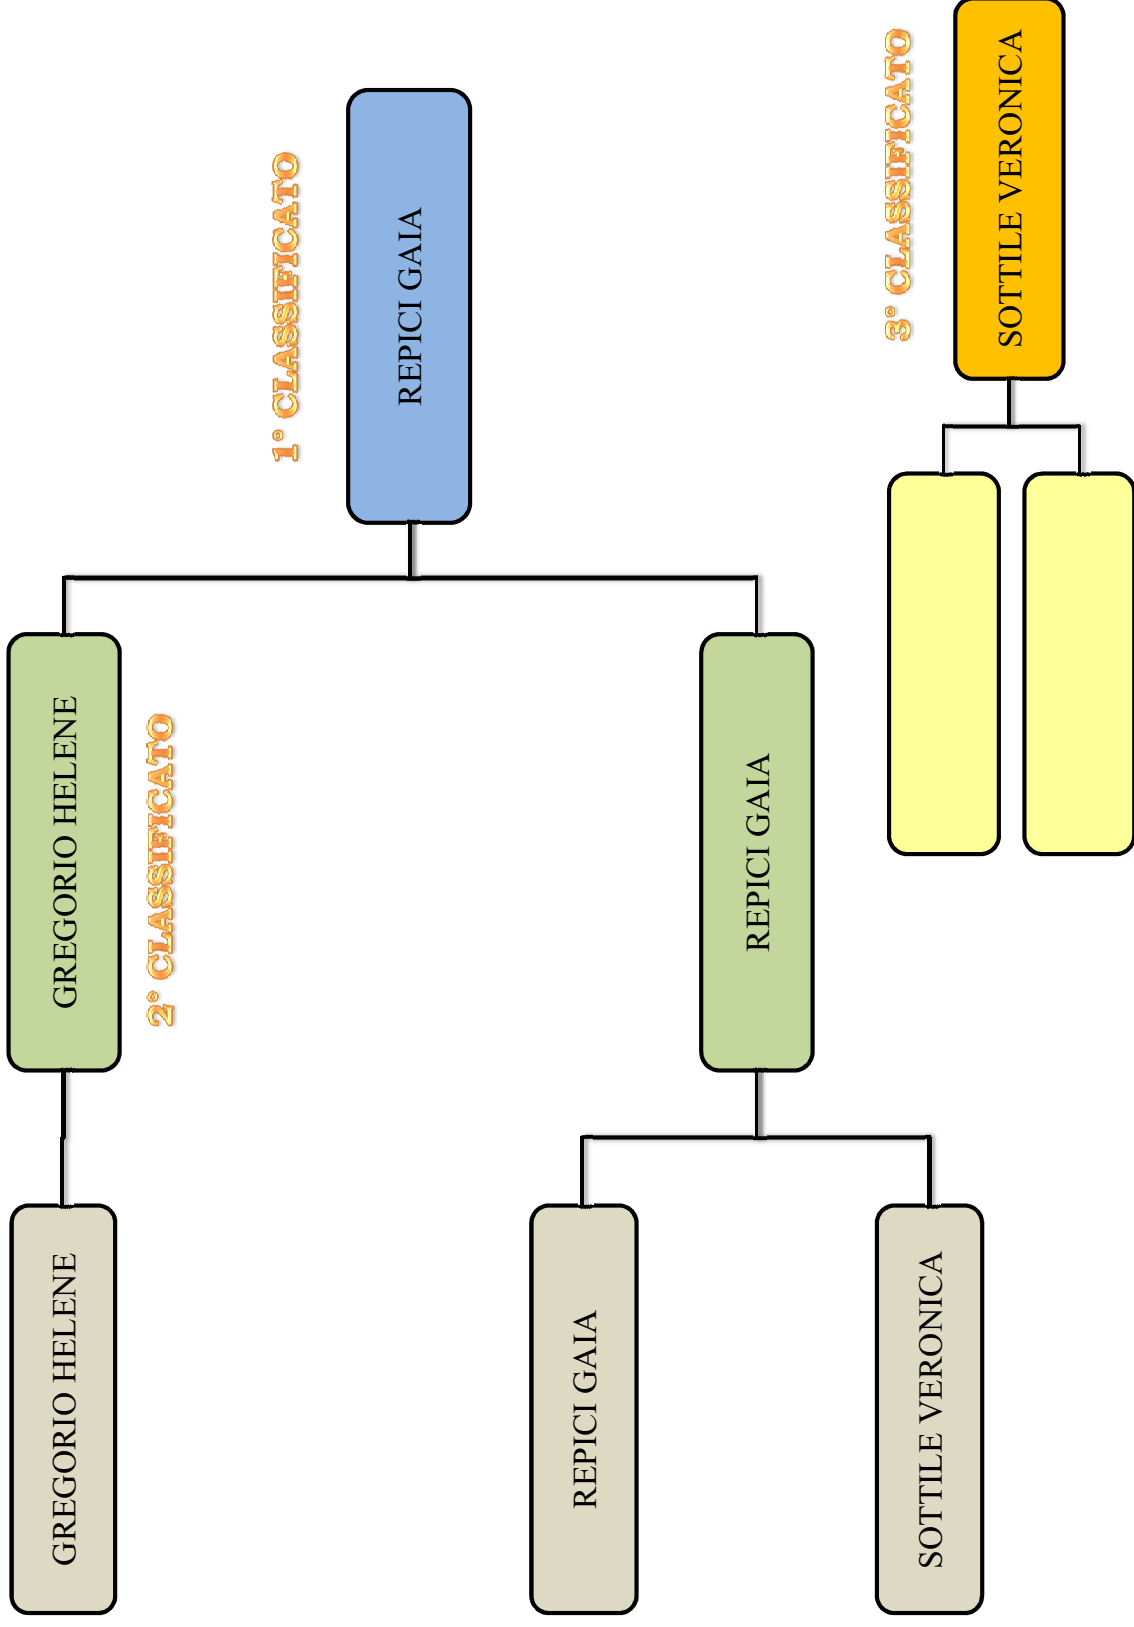 GREGORIO HELENE
REPICI GAIA
SOTTILE VERONICA
GREGORIO HELENE
2° CLASSIFICATO
REPICI GAIA
1° CLASSIFICATO
REPICI GAIA
3° CLASSIFICATO
SOTTILE VERONICA